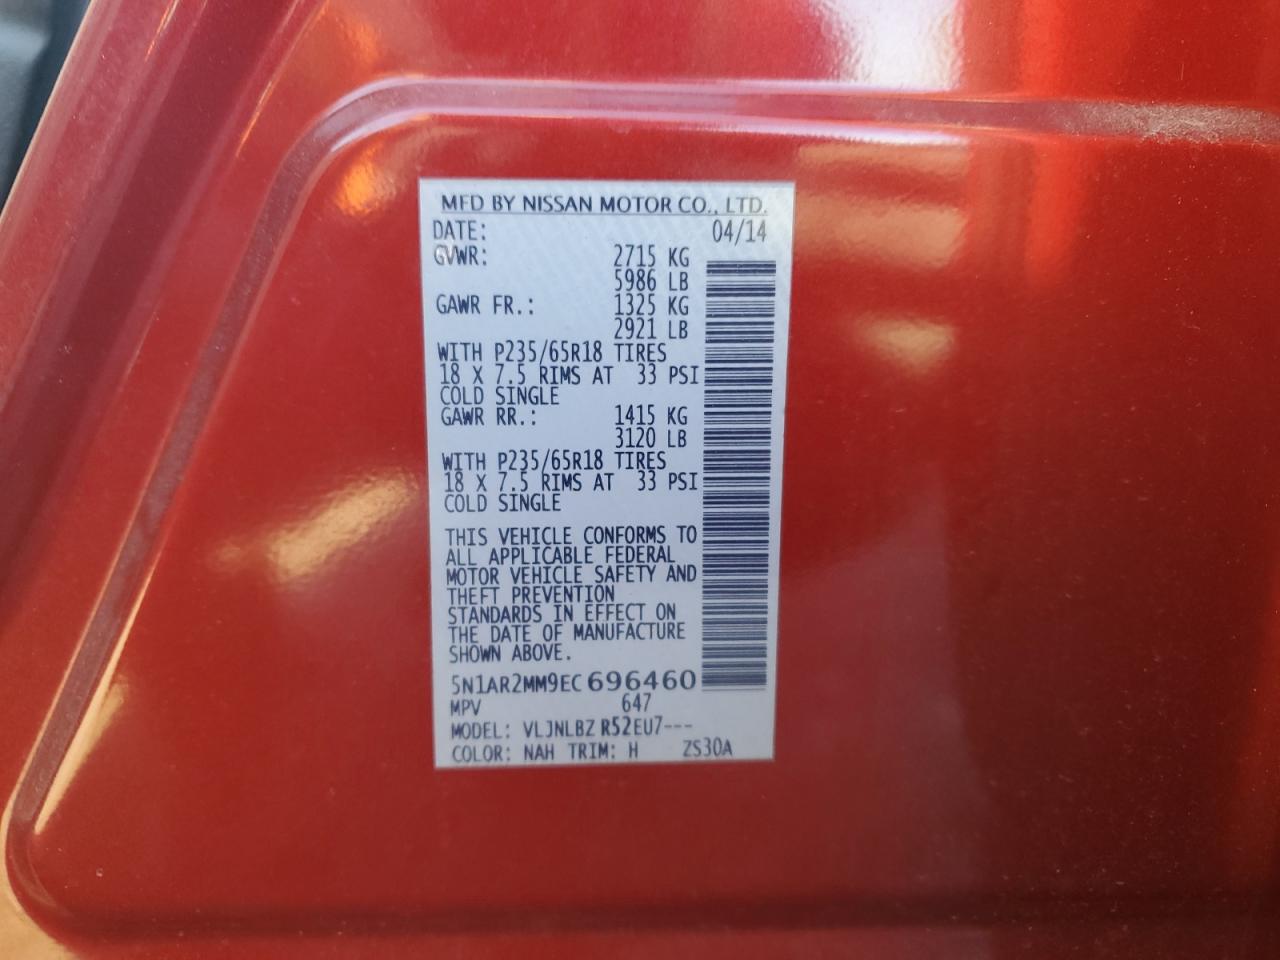 MFD BY NISSAN MOTOR CO., LTD.
DATE: 04/14
GVWR: 2715 KG
5986 LB
GAWR FR.: 1325 KG
2921 LB
WITH P235/65R18 TIRES
18 X 7.5 RIMS AT 33 PSI
COLD SINGLE
GAWR RR.: 1415 KG
3120 LB
WITH P235/65R18 TIRES
18 X 7.5 RIMS AT 33 PSI
COLD SINGLE
THIS VEHICLE CONFORMS TO
ALL APPLICABLE FEDERAL
MOTOR VEHICLE SAFETY AND
THEFT PREVENTION
STANDARDS IN EFFECT ON
THE DATE OF MANUFACTURE
SHOWN ABOVE.
5N1AR2MM9EC696460
MPV 647
MODEL: VLJNLBZ R52EU7---
COLOR: NAH TRIM: H ZS30A